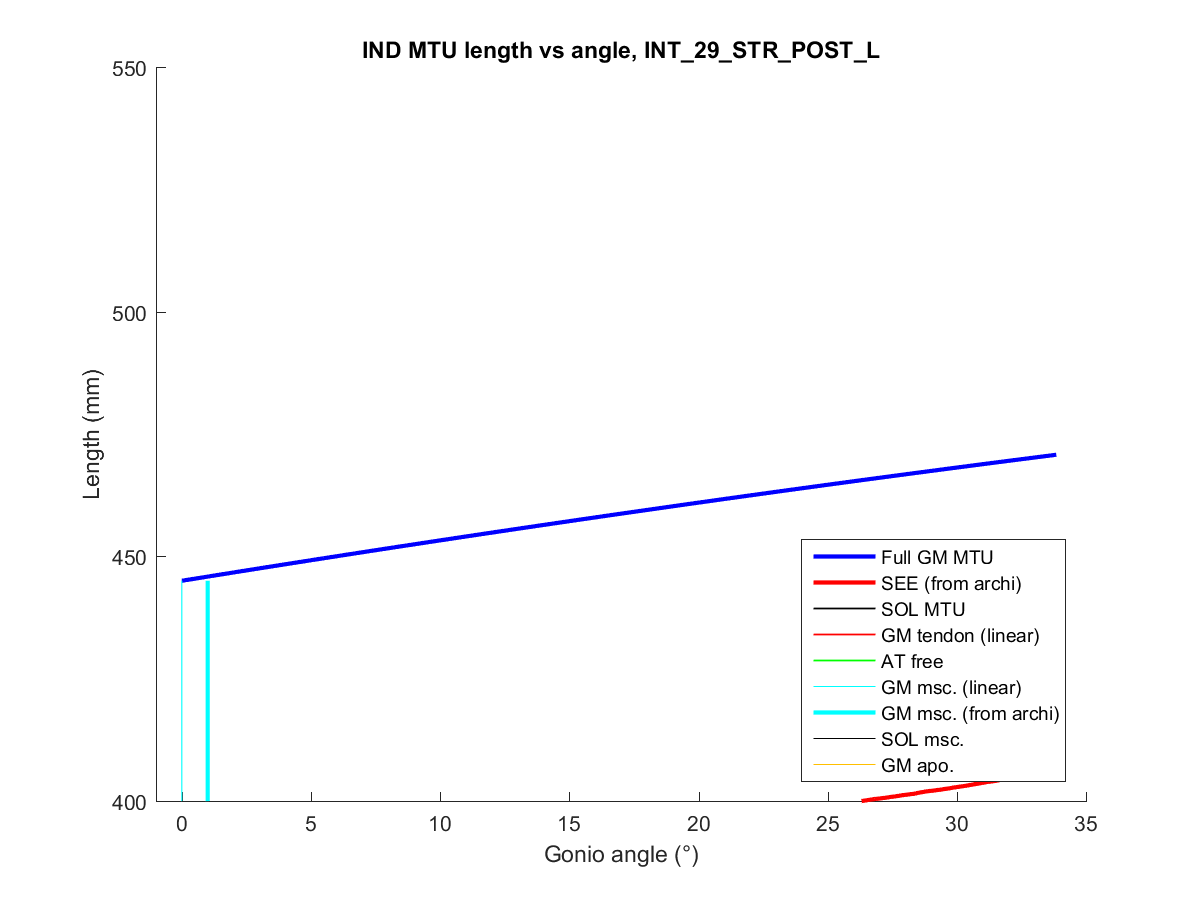 IND MTU length vs angle, INT_29_STR_POST_L
550
500
450
400
Length (mm)
0
5
10
15
20
25
30
35
Gonio angle (°)
Full GM MTU
SEE (from archi)
SOL MTU
GM tendon (linear)
AT free
GM msc. (linear)
GM msc. (from archi)
SOL msc.
GM apo.